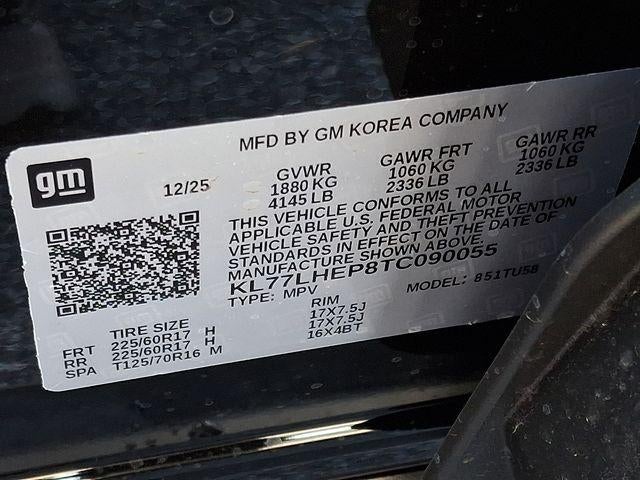 MFD BY GM KOREA COMPANY
gm
12/25
GVWR GAWR FRT GAWR RR
1880 KG 1060 KG 1060 KG
4145 LB 2336 LB 2336 LB
THIS VEHICLE CONFORMS TO ALL
APPLICABLE U.S. FEDERAL MOTOR
VEHICLE SAFETY AND THEFT PREVENTION
STANDARDS IN EFFECT ON THE DATE OF
MANUFACTURE SHOWN ABOVE.
KL77LHEP8TC090055
TYPE: MPV MODEL: 851TU58
TIRE SIZE RIM
FRT 225/60R17 H 17X7.5J
RR 225/60R17 H 17X7.5J
SPA T125/70R16 M 16X4BT